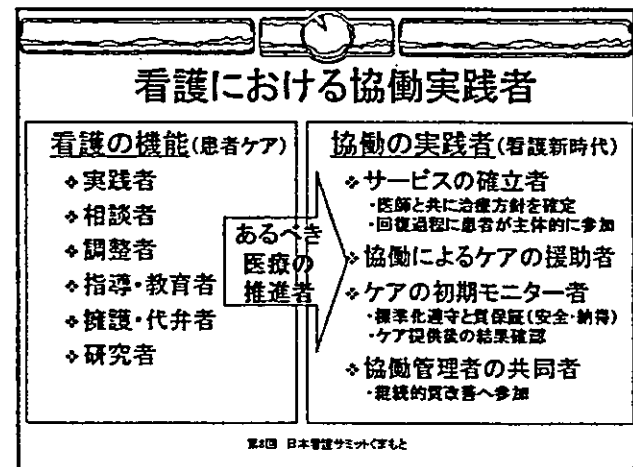 看護における協働実践者
看護の機能(患者ケア)
❖実践者
❖相談者
❖調整者
❖指導・教育者
❖擁護・代弁者
❖研究者
あるべき
医療の
推進者
協働の実践者(看護新時代)
❖サービスの確立者
・医師と共に治療方針を確定
・回復過程に患者が主体的に参加
❖協働によるケアの援助者
❖ケアの初期モニター者
・標準化遵守と質保証(安全・納得)
・ケア提供後の結果確認
❖協働管理者の共同者
・継続的質改善へ参加
第2回 日本看護サミットくまもと